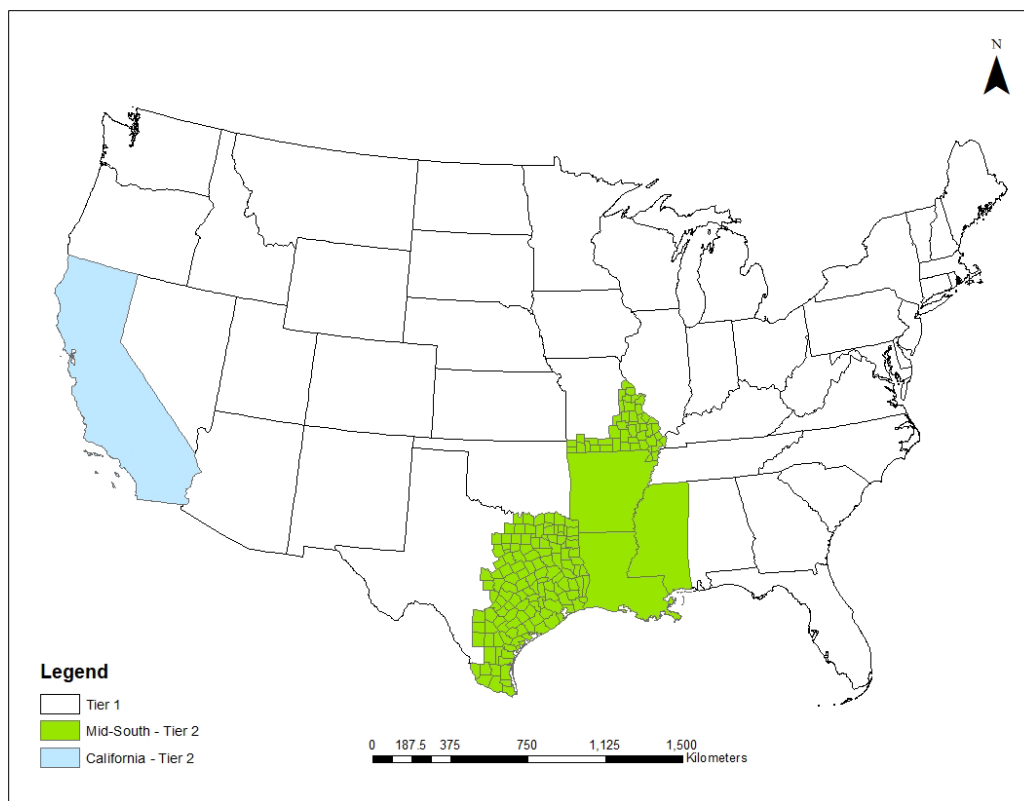 N
Legend
Tier 1
Mid-South - Tier 2
California - Tier 2
0 187.5 375 750 1,125 1,500
Kilometers